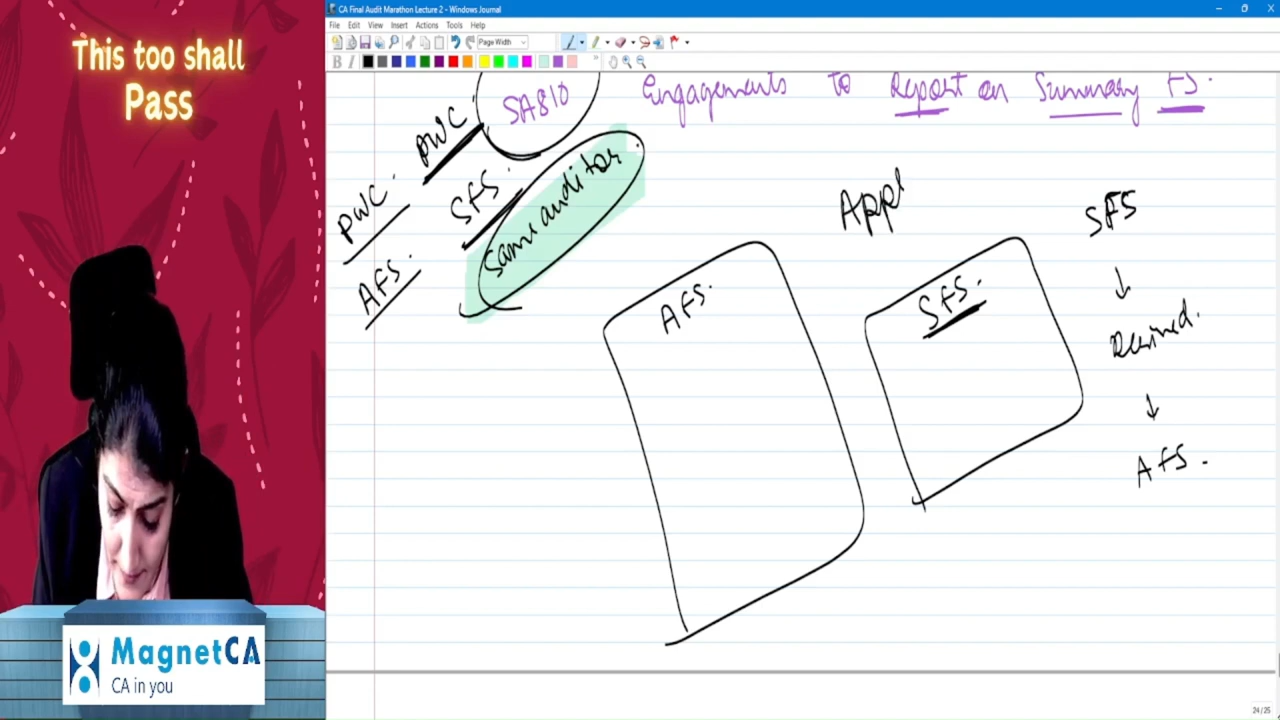 CA Final Audit Marathon Lecture 2 - Windows Journal
File Edit View Insert Actions Tools Help
Page Width
B I
This too shall
Pass
SA810 Engagements to Report on Summary FS.
PWC.
PWC.
SFS.
AFS.
Same auditor.
Appl
AFS.
SFS.
SFS
↓
Derived.
↓
AFS.
MagnetCA
CA in you
24 / 25